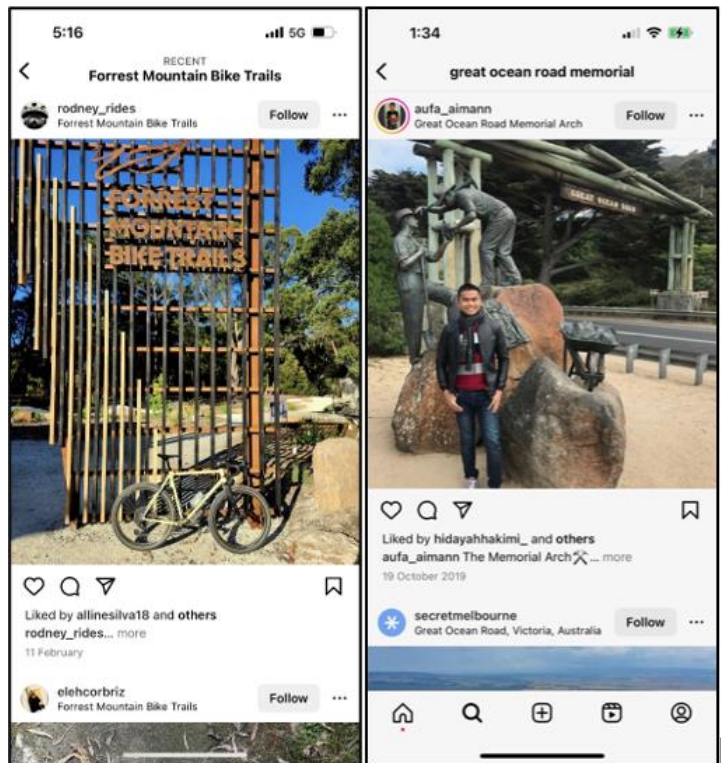 5:16
5G
RECENT
Forrest Mountain Bike Trails
rodney_rides
Forrest Mountain Bike Trails
Follow
FORREST
MOUNTAIN
BIKE TRAILS
Liked by allinesilva18 and others
rodney_rides... more
11 February
elehcorbriz
Forrest Mountain Bike Trails
Follow
1:34
great ocean road memorial
aufa_aimann
Great Ocean Road Memorial Arch
Follow
GREAT OCEAN ROAD
Liked by hidayahhakimi_ and others
aufa_aimann The Memorial Arch⚒... more
19 October 2019
secretmelbourne
Great Ocean Road, Victoria, Australia
Follow